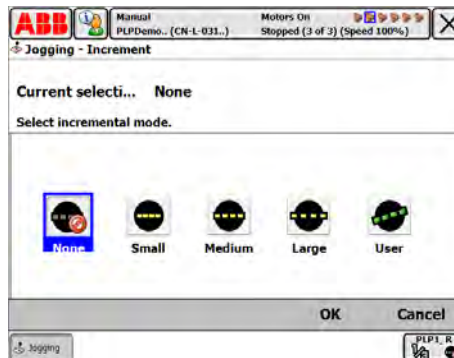 ABB
Manual
PLPDemo.. (CN-L-031..)
Motors On
Stopped (3 of 3) (Speed 100%)
Jogging - Increment
Current selecti... None
Select incremental mode.
None
Small
Medium
Large
User
OK
Cancel
Jogging
PLP1_R